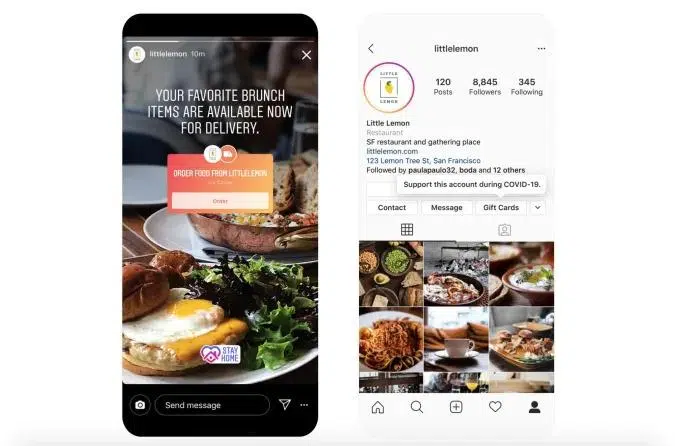 littlelemon 10m
YOUR FAVORITE BRUNCH
ITEMS ARE AVAILABLE NOW
FOR DELIVERY.
ORDER FOOD FROM LITTLELEMON
Order
STAY
HOME
Send message
littlelemon
LITTLE
LEMON
120
Posts
8,845
Followers
345
Following
Little Lemon
Restaurant
SF restaurant and gathering place
littlelemon.com
123 Lemon Tree St, San Francisco
Followed by paulapaulo32, boda and 12 others
Support this account during COVID-19.
Contact
Message
Gift Cards